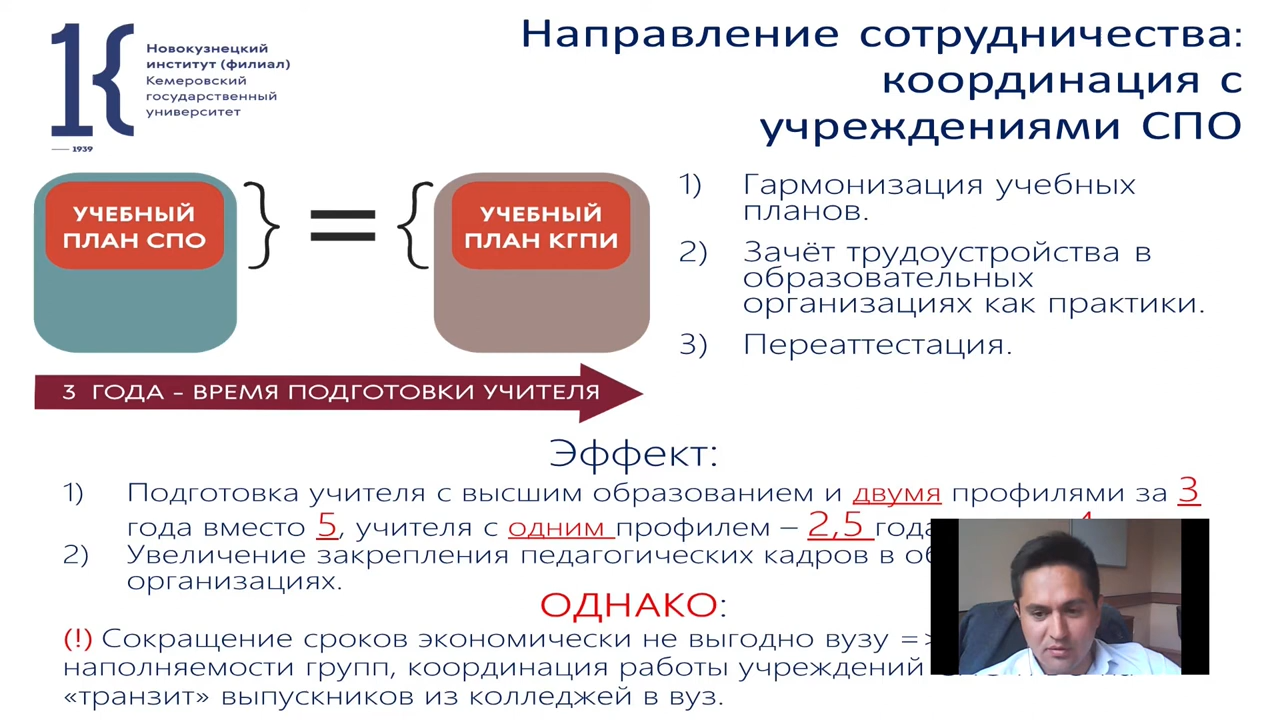 Новокузнецкий
институт (филиал)
Кемеровский
государственный
университет
1939
Направление сотрудничества:
координация с
учреждениями СПО
УЧЕБНЫЙ
ПЛАН СПО
} = {
УЧЕБНЫЙ
ПЛАН КГПИ
3 ГОДА - ВРЕМЯ ПОДГОТОВКИ УЧИТЕЛЯ
1) Гармонизация учебных
планов.
2) Зачёт трудоустройства в
образовательных
организациях как практики.
3) Переаттестация.
Эффект:
1) Подготовка учителя с высшим образованием и двумя профилями за 3
года вместо 5, учителя с одним профилем – 2,5 года
2) Увеличение закрепления педагогических кадров в
организациях.
ОДНАКО:
(!) Сокращение сроков экономически не выгодно вузу =>
наполняемости групп, координация работы учреждений
«транзит» выпускников из колледжей в вуз.